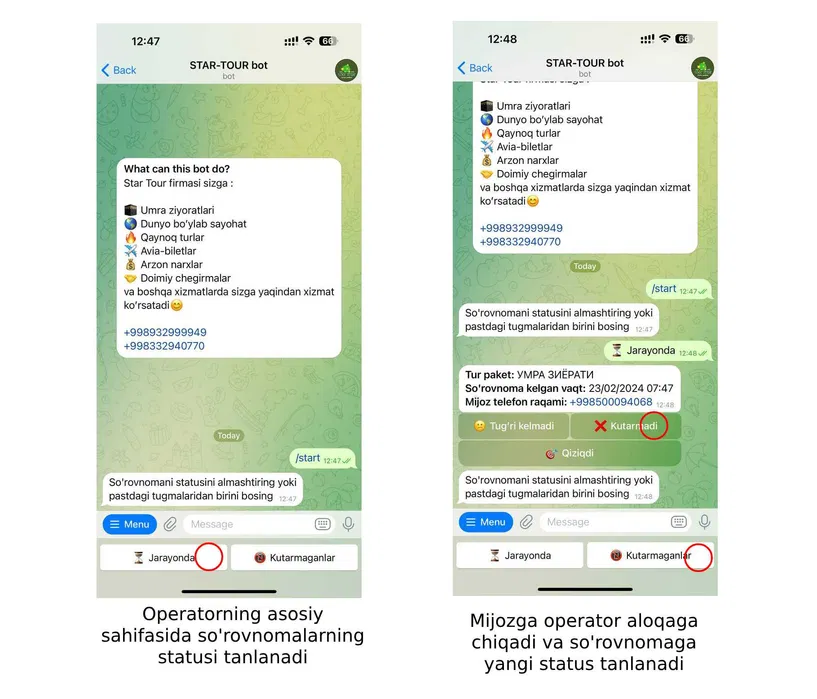 12:47
66
Back
STAR-TOUR bot
bot
What can this bot do?
Star Tour firmasi sizga :
🕋 Umra ziyoratlari
🌎 Dunyo bo‘ylab sayohat
🔥 Qaynoq turlar
✈️ Avia-biletlar
💰 Arzon narxlar
🤝 Doimiy chegirmalar
va boshqa xizmatlarda sizga yaqindan xizmat
ko‘rsatadi😊
+998932999949
+998332940770
Today
/start 12:47
So'rovnomani statusini almashtiring yoki
pastdagi tugmalaridan birini bosing 12:47
Menu
Message
⏳ Jarayonda
📵 Kutarmaganlar
Operatorning asosiy
sahifasida so'rovnomalarning
statusi tanlanadi
12:48
66
Back
STAR-TOUR bot
bot
Star Tour firmasi sizga :
🕋 Umra ziyoratlari
🌎 Dunyo bo‘ylab sayohat
🔥 Qaynoq turlar
✈️ Avia-biletlar
💰 Arzon narxlar
🤝 Doimiy chegirmalar
va boshqa xizmatlarda sizga yaqindan xizmat
ko‘rsatadi😊
+998932999949
+998332940770
Today
/start 12:47
So'rovnomani statusini almashtiring yoki
pastdagi tugmalaridan birini bosing 12:47
⏳ Jarayonda 12:48
Tur paket: УМРА ЗИЁРАТИ
So'rovnoma kelgan vaqt: 23/02/2024 07:47
Mijoz telefon raqami: +998500094068 12:48
Tug'ri kelmadi
❌ Kutarmadi
🎯 Qiziqdi
So'rovnomani statusini almashtiring yoki
pastdagi tugmalaridan birini bosing 12:48
Menu
Message
⏳ Jarayonda
📵 Kutarmaganlar
Mijozga operator aloqaga
chiqadi va so'rovnomaga
yangi status tanlanadi